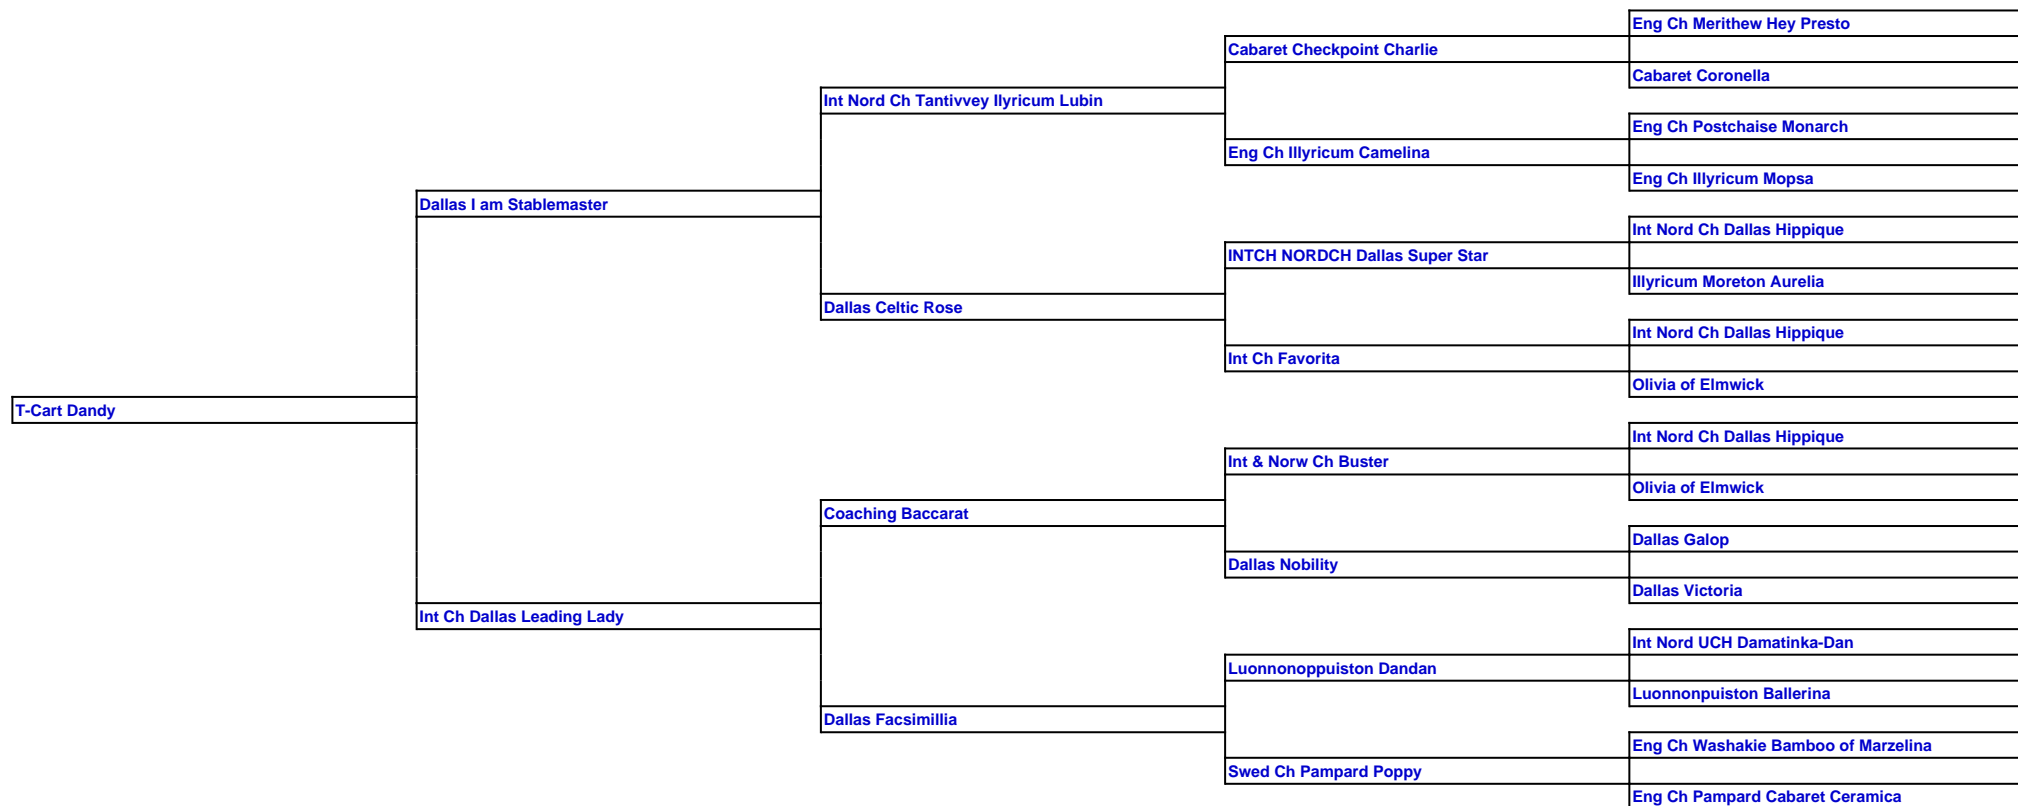 Eng Ch Merithew Hey Presto
Cabaret Checkpoint Charlie
Cabaret Coronella
Int Nord Ch Tantivvey Ilyricum Lubin
Eng Ch Postchaise Monarch
Eng Ch Illyricum Camelina
Eng Ch Illyricum Mopsa
Dallas I am Stablemaster
Int Nord Ch Dallas Hippique
INTCH NORDCH Dallas Super Star
Illyricum Moreton Aurelia
Dallas Celtic Rose
Int Nord Ch Dallas Hippique
Int Ch Favorita
Olivia of Elmwick
T-Cart Dandy
Int Nord Ch Dallas Hippique
Int & Norw Ch Buster
Olivia of Elmwick
Coaching Baccarat
Dallas Galop
Dallas Nobility
Dallas Victoria
Int Ch Dallas Leading Lady
Int Nord UCH Damatinka-Dan
Luonnonoppuiston Dandan
Luonnonpuiston Ballerina
Dallas Facsimillia
Eng Ch Washakie Bamboo of Marzelina
Swed Ch Pampard Poppy
Eng Ch Pampard Cabaret Ceramica